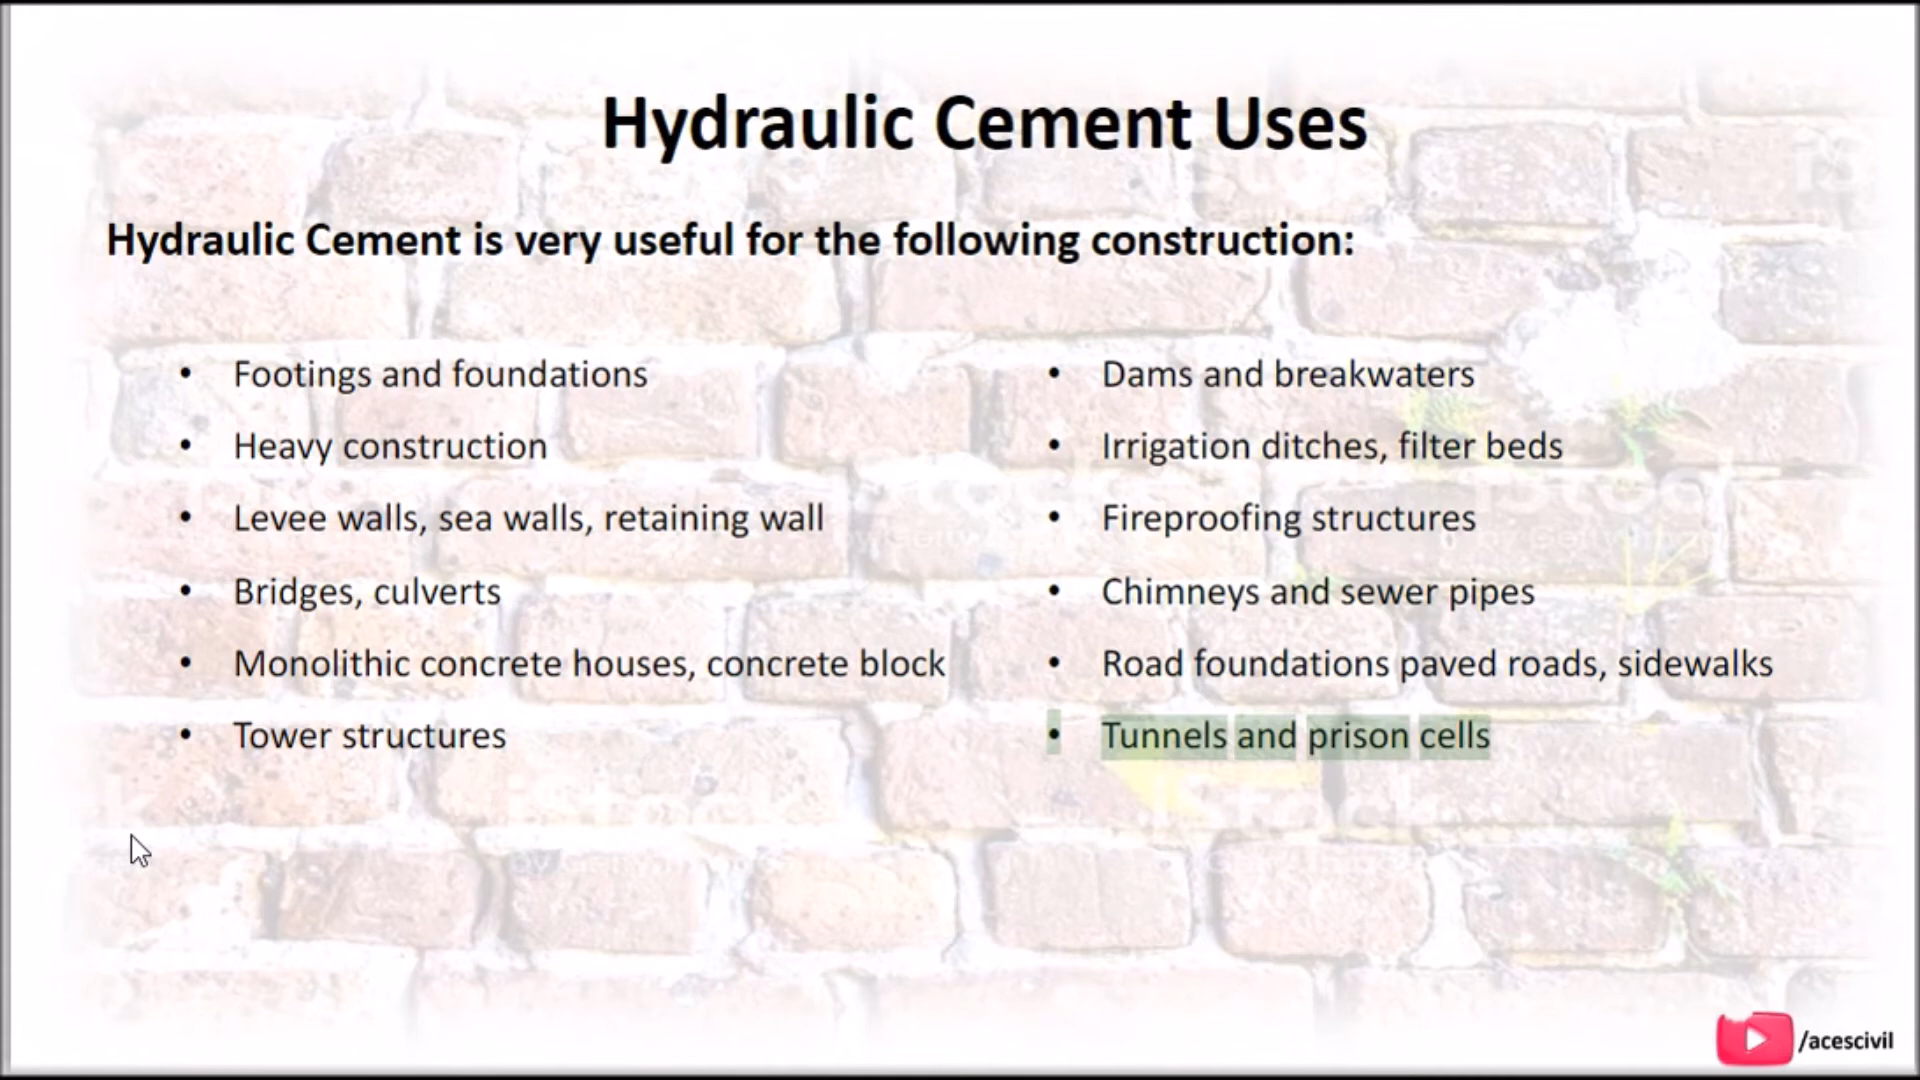 Hydraulic Cement Uses
Hydraulic Cement is very useful for the following construction:
• Footings and foundations
• Heavy construction
• Levee walls, sea walls, retaining wall
• Bridges, culverts
• Monolithic concrete houses, concrete block
• Tower structures
• Dams and breakwaters
• Irrigation ditches, filter beds
• Fireproofing structures
• Chimneys and sewer pipes
• Road foundations paved roads, sidewalks
• Tunnels and prison cells
iStock
/acescivil